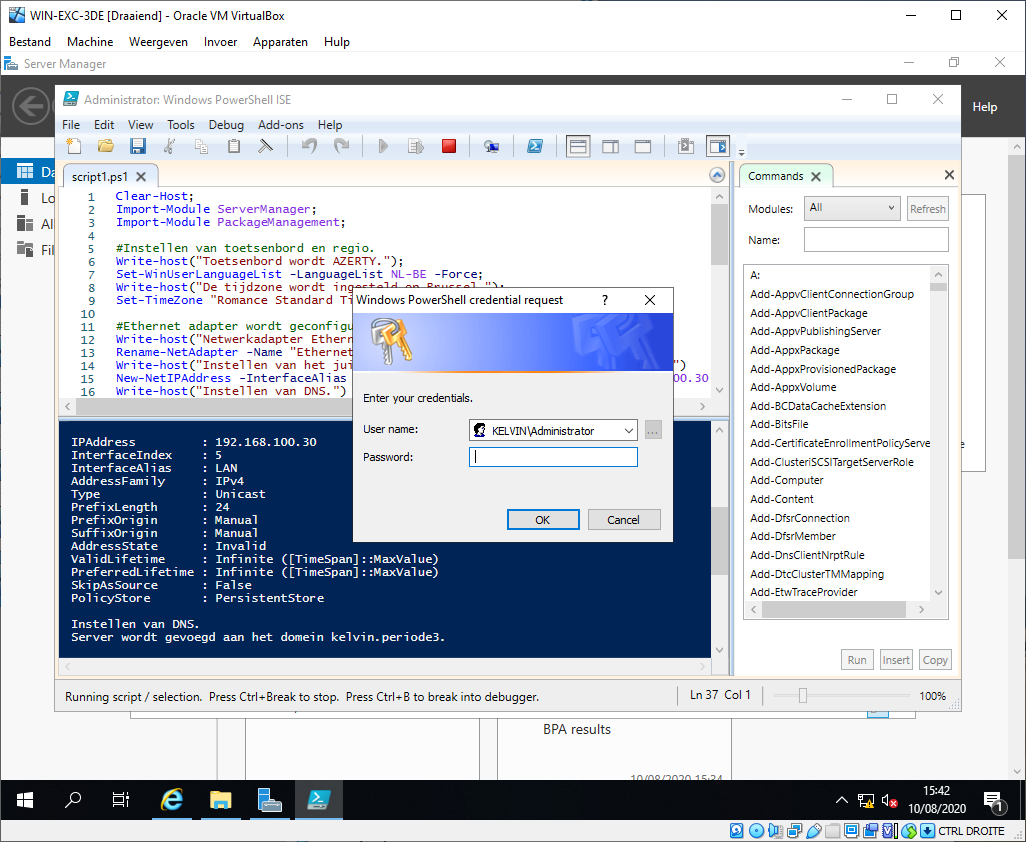 WIN-EXC-3DE [Draaiend] - Oracle VM VirtualBox
Bestand Machine Weergeven Invoer Apparaten Hulp
Server Manager
Administrator: Windows PowerShell ISE
Help
File Edit View Tools Debug Add-ons Help
script1.ps1
1 Clear-Host;
2 Import-Module ServerManager;
3 Import-Module PackageManagement;
4
5 #Instellen van toetsenbord en regio.
6 Write-host("Toetsenbord wordt AZERTY.");
7 Set-WinUserLanguageList -LanguageList NL-BE -Force;
8 Write-host("De tijdzone wordt ingesteld op Brussel.");
9 Set-TimeZone "Romance Standard Ti
10
11 #Ethernet adapter wordt geconfigu
12 Write-host("Netwerkadapter Ethern
13 Rename-NetAdapter -Name "Ethernet
14 Write-host("Instellen van het jui ")
15 New-NetIPAddress -InterfaceAlias 00.30
16 Write-host("Instellen van DNS.")
Commands
Modules: All Refresh
Name:
A:
Add-AppvClientConnectionGroup
Add-AppvClientPackage
Add-AppvPublishingServer
Add-AppxPackage
Add-AppxProvisionedPackage
Add-AppxVolume
Add-BCDataCacheExtension
Add-BitsFile
Add-CertificateEnrollmentPolicyServe
Add-ClusteriSCSITargetServerRole
Add-Computer
Add-Content
Add-DfsrConnection
Add-DfsrMember
Add-DnsClientNrptRule
Add-DtcClusterTMMapping
Add-EtwTraceProvider
Run Insert Copy
Da
Lo
Al
Fil
e
Windows PowerShell credential request ?
Enter your credentials.
User name: KELVIN\Administrator ...
Password:
OK Cancel
IPAddress : 192.168.100.30
InterfaceIndex : 5
InterfaceAlias : LAN
AddressFamily : IPv4
Type : Unicast
PrefixLength : 24
PrefixOrigin : Manual
SuffixOrigin : Manual
AddressState : Invalid
ValidLifetime : Infinite ([TimeSpan]::MaxValue)
PreferredLifetime : Infinite ([TimeSpan]::MaxValue)
SkipAsSource : False
PolicyStore : PersistentStore
Instellen van DNS.
Server wordt gevoegd aan het domein kelvin.periode3.
Running script / selection. Press Ctrl+Break to stop. Press Ctrl+B to break into debugger.
Ln 37 Col 1
100%
BPA results
10/08/2020 15:34
15:42
10/08/2020
1
CTRL DROITE